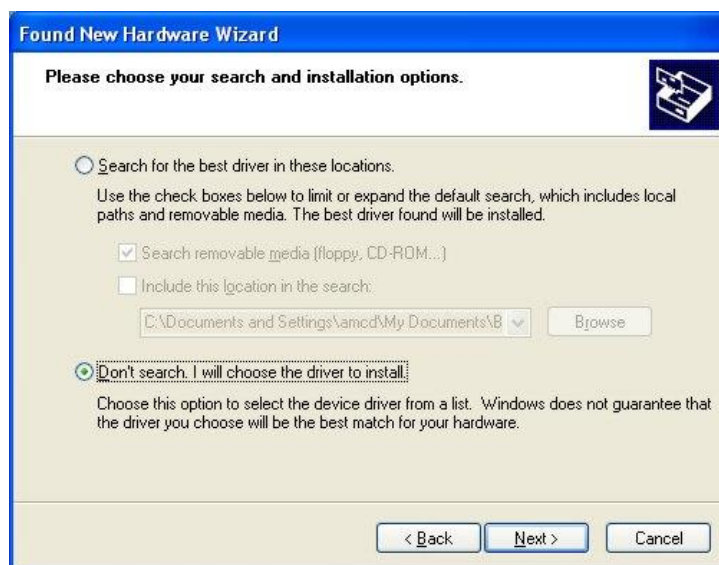 Found New Hardware Wizard
Please choose your search and installation options.
Search for the best driver in these locations.
Use the check boxes below to limit or expand the default search, which includes local
paths and removable media. The best driver found will be installed.
Search removable media (floppy, CD-ROM...)
Include this location in the search:
C:\Documents and Settings\amcd\My Documents\B
Browse
Don't search. I will choose the driver to install.
Choose this option to select the device driver from a list. Windows does not guarantee that
the driver you choose will be the best match for your hardware.
< Back
Next >
Cancel